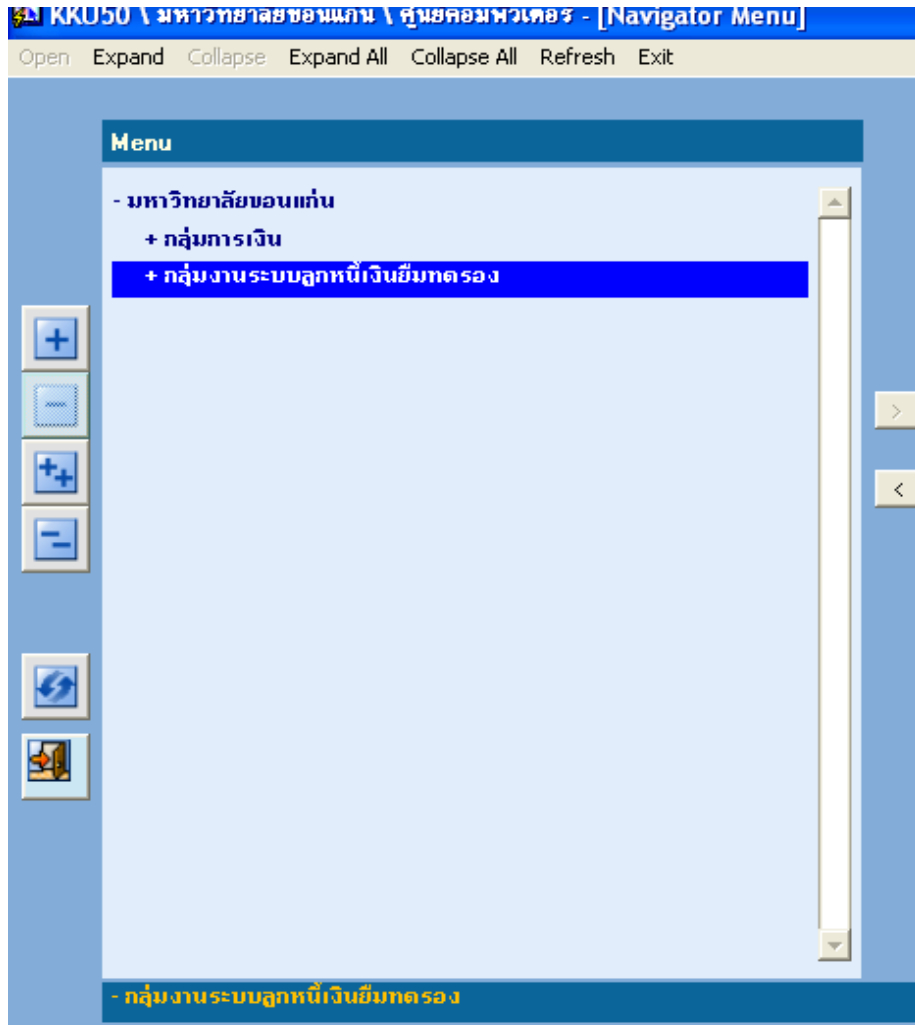 KKU50 \ มหาวิทยาลัยขอนแก่น \ ศูนย์คอมพิวเตอร์ - [Navigator Menu]
Open Expand Collapse Expand All Collapse All Refresh Exit
Menu
- มหาวิทยาลัยขอนแก่น
+ กลุ่มการเงิน
+ กลุ่มงานระบบลูกหนี้เงินยืมทดรอง
>
<
- กลุ่มงานระบบลูกหนี้เงินยืมทดรอง